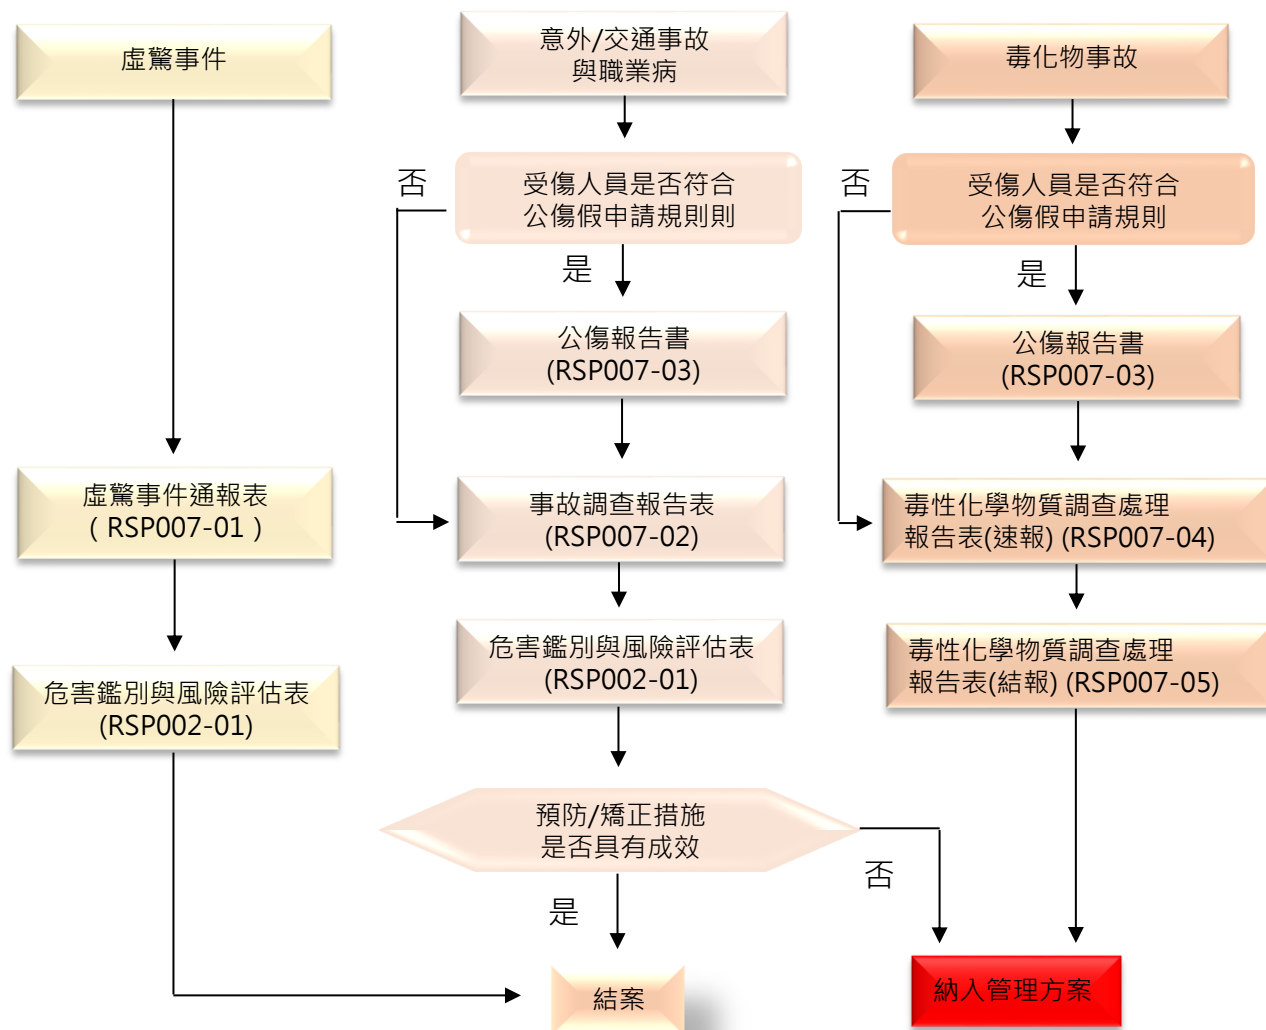 虛驚事件
意外/交通事故
與職業病
毒化物事故
否
受傷人員是否符合
公傷假申請規則則
否
受傷人員是否符合
公傷假申請規則
是
是
公傷報告書
(RSP007-03)
公傷報告書
(RSP007-03)
虛驚事件通報表
( RSP007-01 )
事故調查報告表
(RSP007-02)
毒性化學物質調查處理
報告表(速報) (RSP007-04)
危害鑑別與風險評估表
(RSP002-01)
危害鑑別與風險評估表
(RSP002-01)
毒性化學物質調查處理
報告表(結報) (RSP007-05)
預防/矯正措施
是否具有成效
否
是
結案
納入管理方案